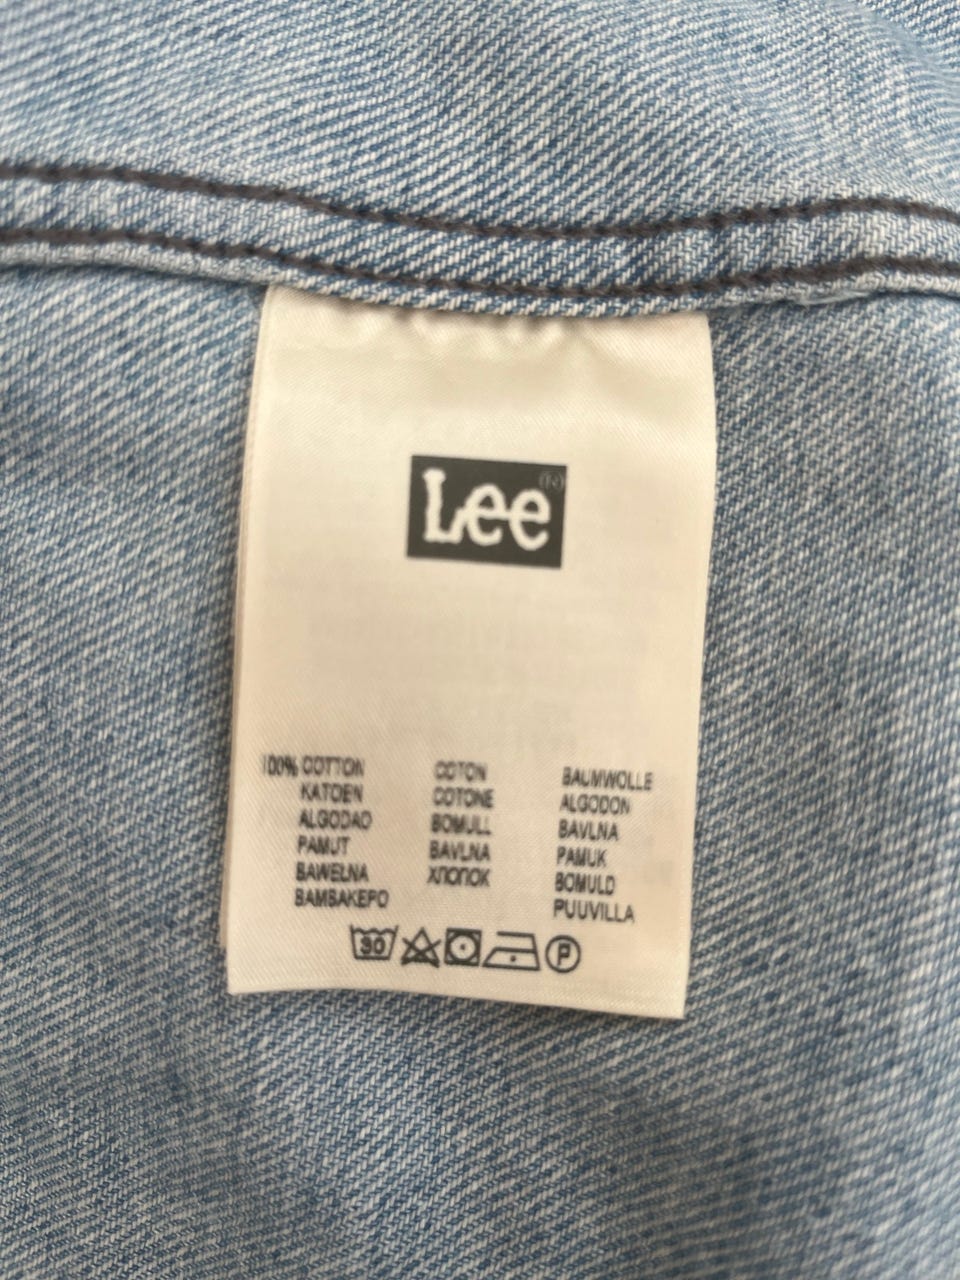 Lee
100% COTTON COTON BAUMWOLLE
KATOEN COTONE ALGODON
ALGODAO BOMULL BAVLNA
PAMUT BAVLNA PAMUK
BAWELNA ХЛОПОК BOMULD
BAMBAKEPO PUUVILLA
30 P